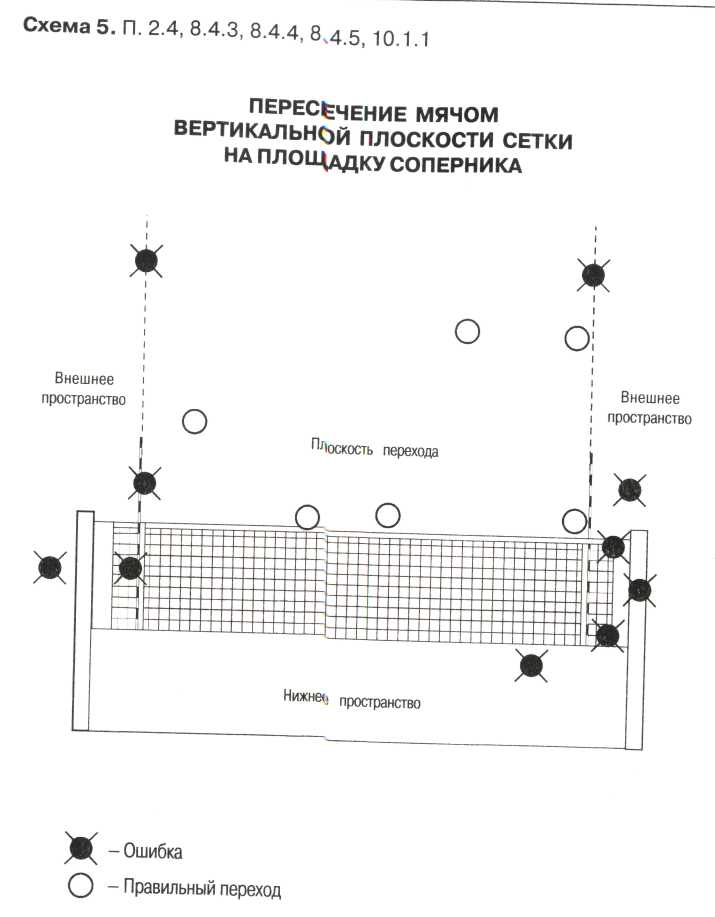 Схема 5. П. 2.4, 8.4.3, 8.4.4, 8.4.5, 10.1.1
ПЕРЕСЕЧЕНИЕ МЯЧОМ
ВЕРТИКАЛЬНОЙ ПЛОСКОСТИ СЕТКИ
НА ПЛОЩАДКУ СОПЕРНИКА
Внешнее
пространство
Внешнее
пространство
Плоскость перехода
Нижнее пространство
– Ошибка
– Правильный переход